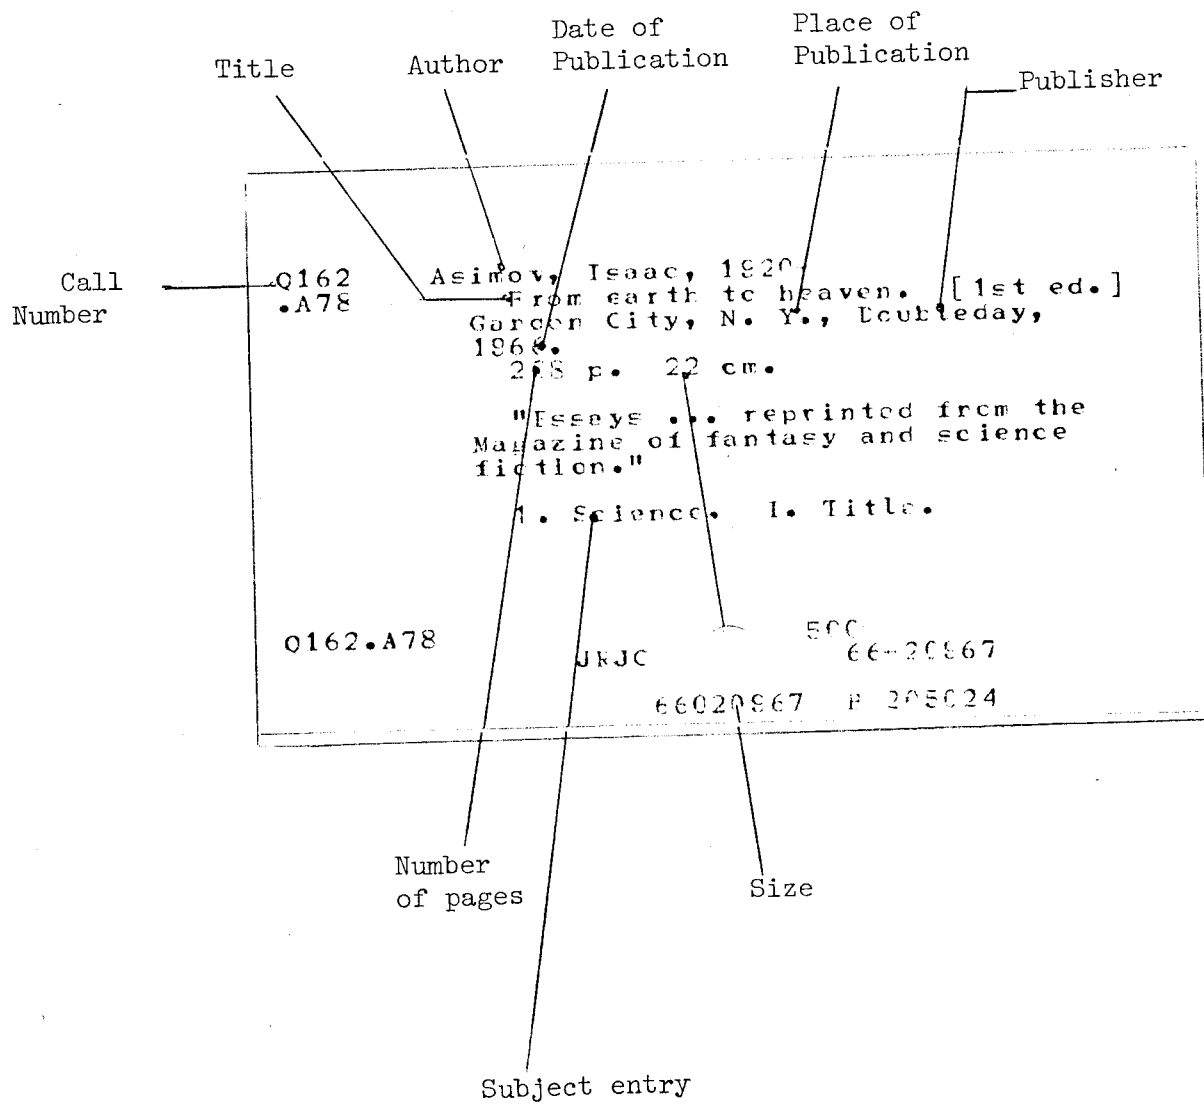 Date of
Publication
Place of
Publication
Title
Author
Publisher
Call
Number
Q162
.A78
Asimov, Isaac, 1920-
From earth to heaven. [1st ed.]
Garden City, N. Y., Doubleday,
1966.
p. 22 cm.
"Essays ... reprinted from the
Magazine of fantasy and science
fiction."
1. Science. I. Title.
Q162.A78
500
66-20967
66020967
Number
of pages
Size
Subject entry